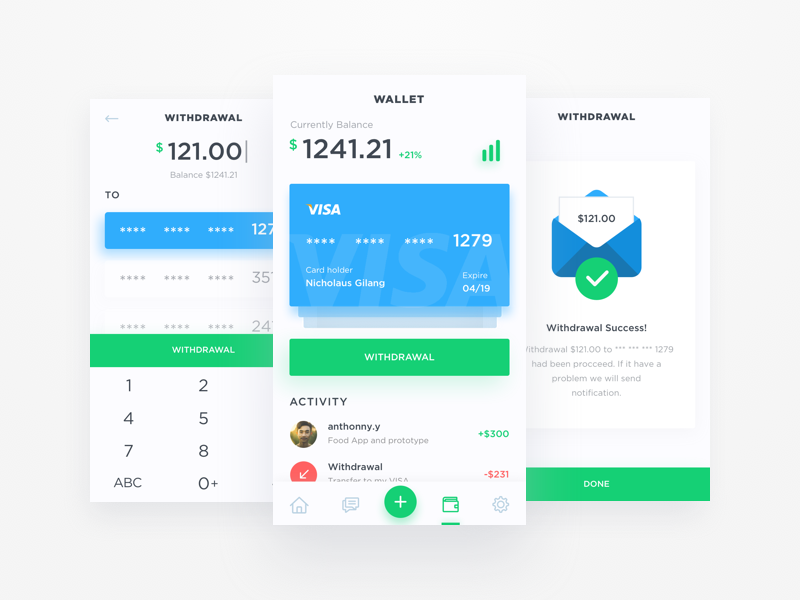 WITHDRAWAL
$ 121.00
Balance $1241.21
TO
**** **** **** 127
**** **** **** 351
**** **** **** 241
WITHDRAWAL
1 2
4 5
7 8
ABC 0+
WALLET
Currently Balance
$ 1241.21 +21%
VISA
**** **** **** 1279
Card holder
Nicholaus Gilang
Expire
04/19
VISA
WITHDRAWAL
ACTIVITY
anthonny.y
Food App and prototype
+$300
Withdrawal
Transfer to my VISA
-$231
WITHDRAWAL
$121.00
Withdrawal Success!
Withdrawal $121.00 to *** *** *** 1279
had been procceed. If it have a
problem we will send
notification.
DONE